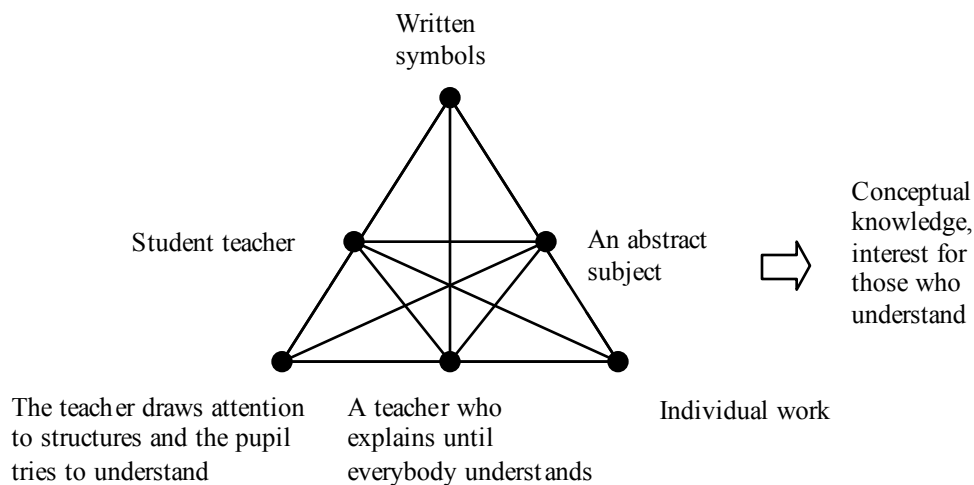 Written
symbols
Student teacher
An abstract
subject
Conceptual
knowledge,
interest for
those who
understand
The teacher draws attention
to structures and the pupil
tries to understand
A teacher who
explains until
everybody understands
Individual work